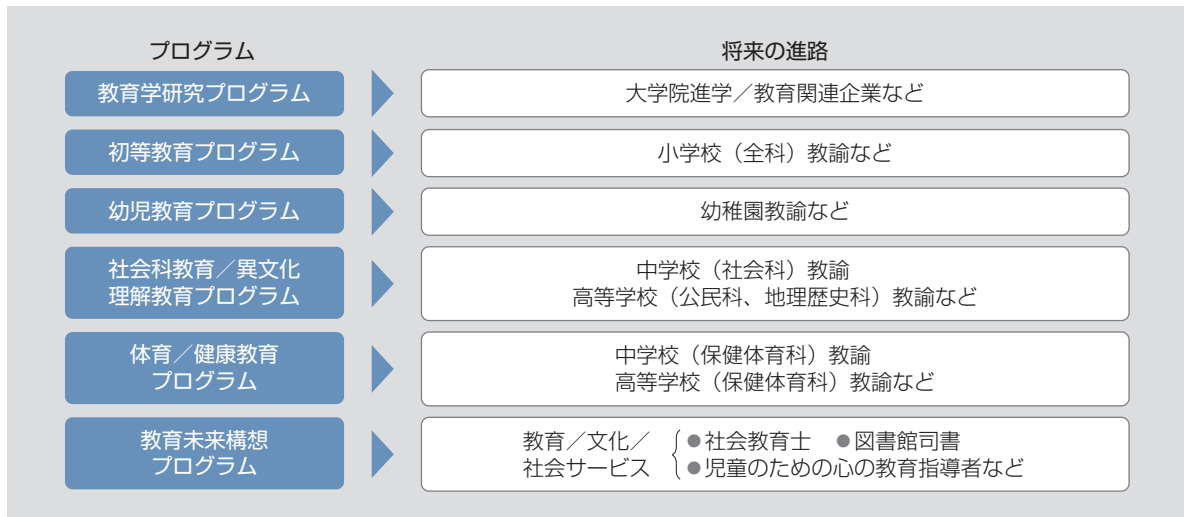 プログラム
将来の進路
教育学研究プログラム
大学院進学／教育関連企業など
初等教育プログラム
小学校（全科）教諭など
幼児教育プログラム
幼稚園教諭など
社会科教育／異文化
理解教育プログラム
中学校（社会科）教諭
高等学校（公民科、地理歴史科）教諭など
体育／健康教育
プログラム
中学校（保健体育科）教諭
高等学校（保健体育科）教諭など
教育未来構想
プログラム
教育／文化／
社会サービス
●社会教育士　●図書館司書
●児童のための心の教育指導者など